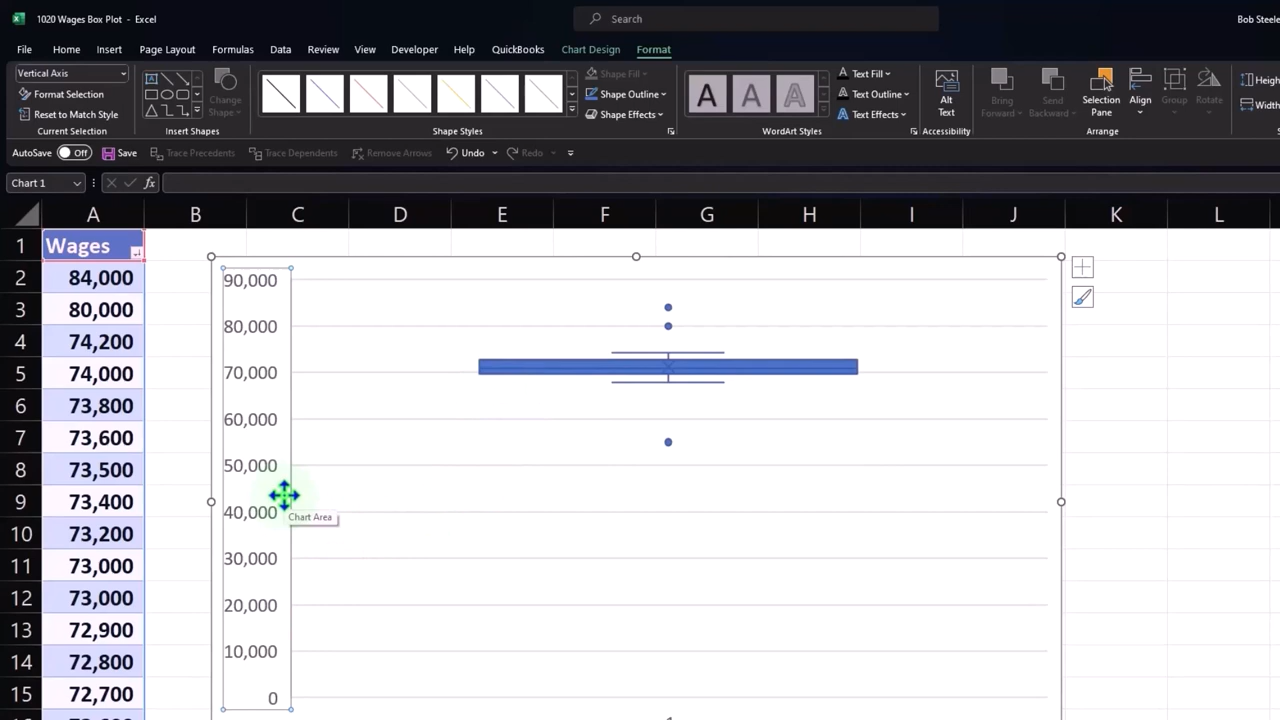 1020 Wages Box Plot - Excel
Search
Bob Steele
File Home Insert Page Layout Formulas Data Review View Developer Help QuickBooks Chart Design Format
Vertical Axis
Format Selection
Reset to Match Style
Current Selection
Change
Shape
Insert Shapes
Shape Fill
Shape Outline
Shape Effects
Shape Styles
A A A
Text Fill
Text Outline
Text Effects
WordArt Styles
Alt
Text
Accessibility
Bring
Forward
Send
Backward
Selection
Pane
Align
Group
Rotate
Arrange
Heigh
Width
AutoSave Off Save Trace Precedents Trace Dependents Remove Arrows Undo Redo
Chart 1
fx
A B C D E F G H I J K L
1 Wages
2 84,000
3 80,000
4 74,200
5 74,000
6 73,800
7 73,600
8 73,500
9 73,400
10 73,200
11 73,000
12 73,000
13 72,900
14 72,800
15 72,700
90,000
80,000
70,000
60,000
50,000
40,000
30,000
20,000
10,000
0
Chart Area